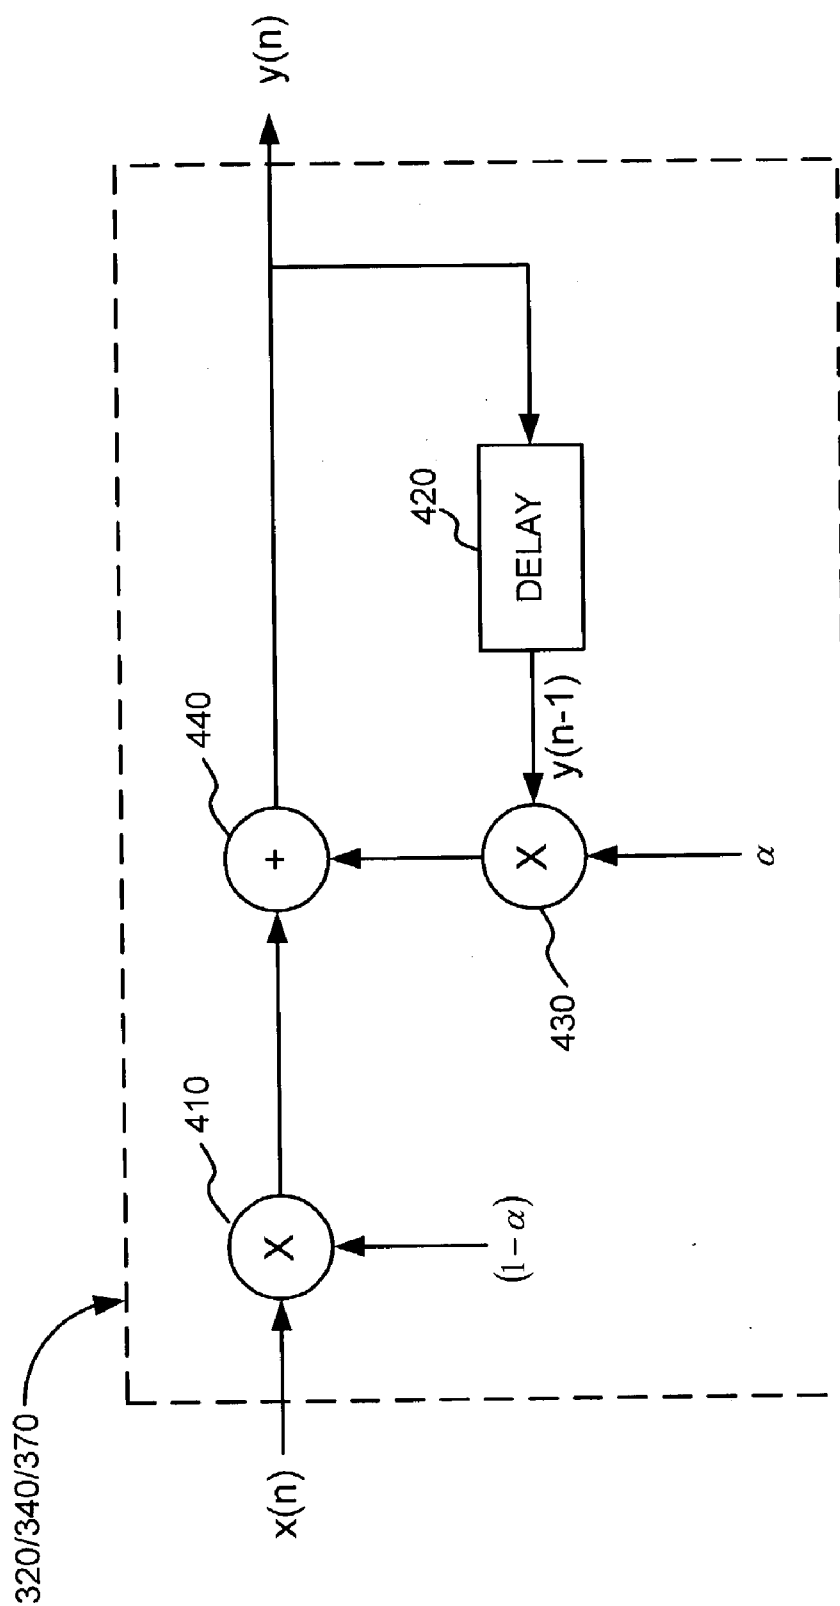 320/340/370
x(n)
X
410
(1-α)
+
440
X
430
α
y(n-1)
DELAY
420
y(n)